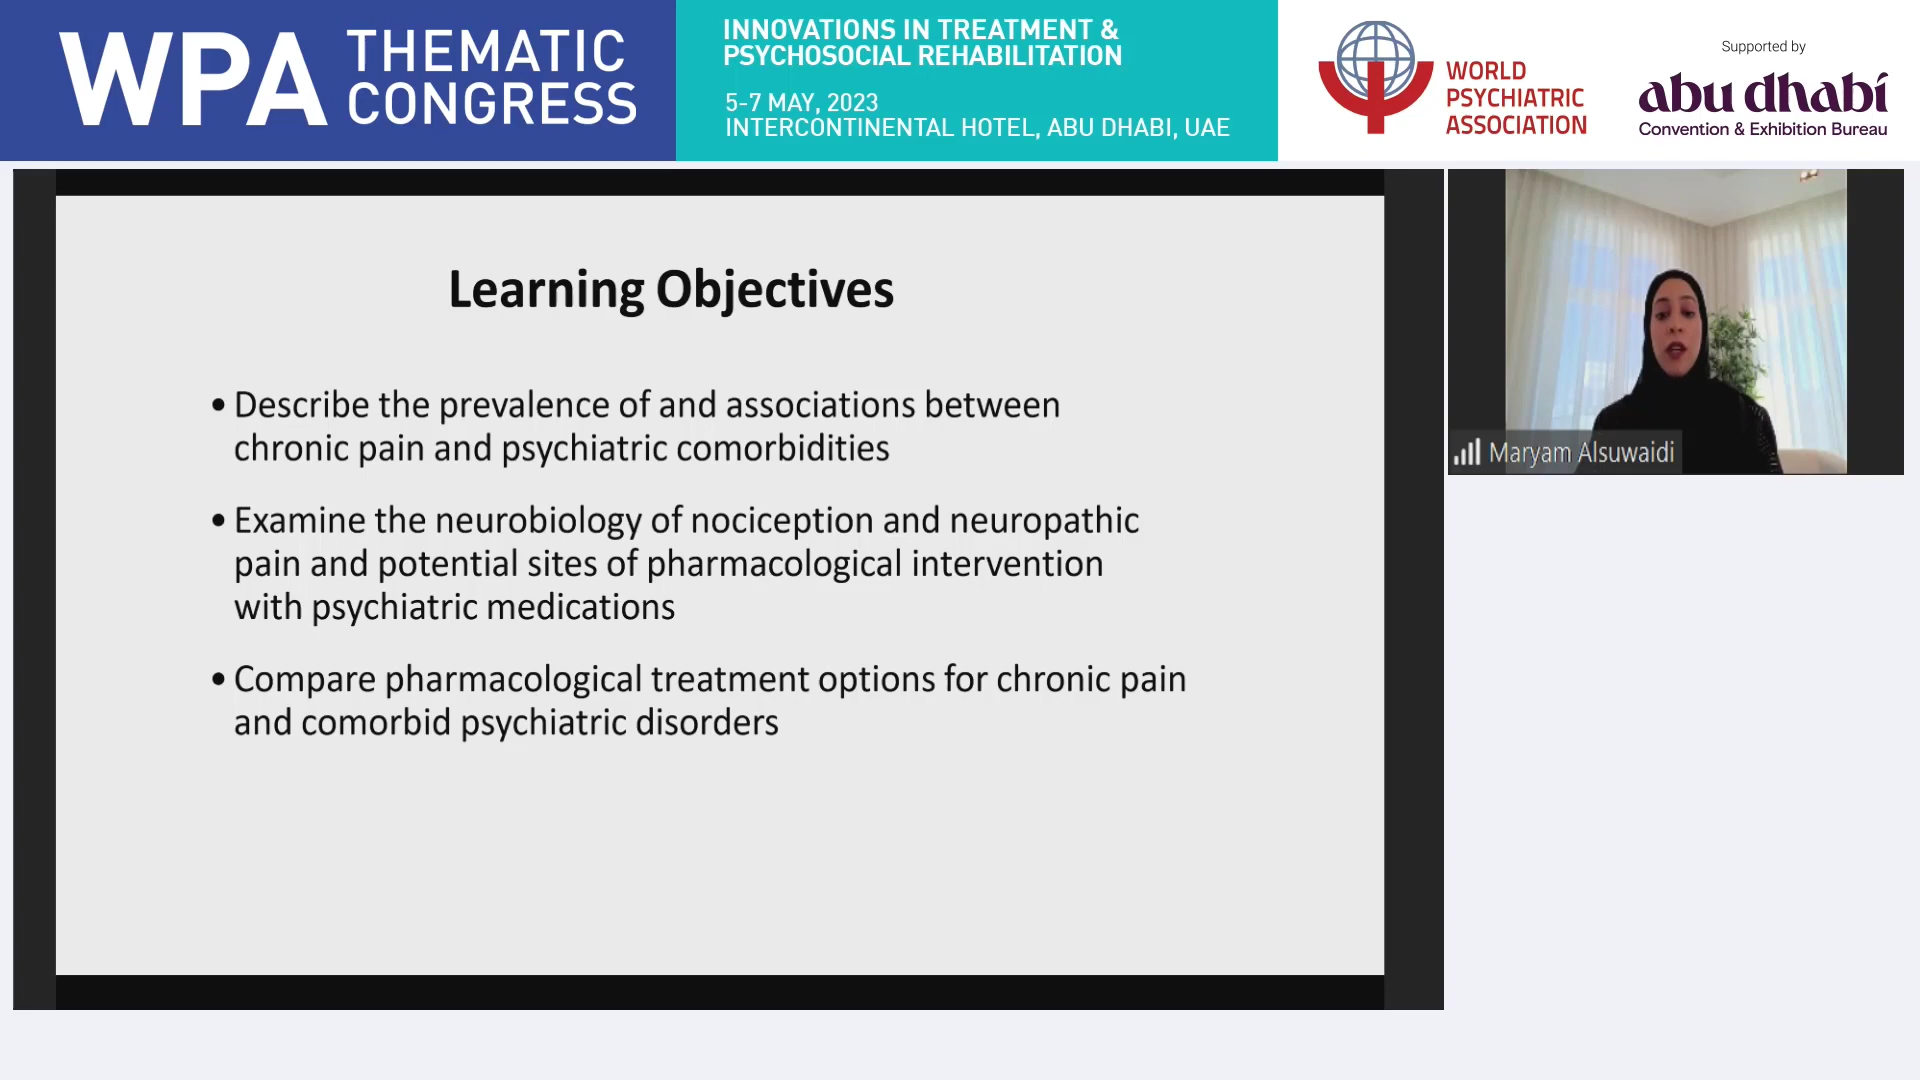 WPA THEMATIC
CONGRESS
INNOVATIONS IN TREATMENT &
PSYCHOSOCIAL REHABILITATION
5-7 MAY, 2023
INTERCONTINENTAL HOTEL, ABU DHABI, UAE
WORLD
PSYCHIATRIC
ASSOCIATION
Supported by
abu dhabi
Convention & Exhibition Bureau
Learning Objectives
• Describe the prevalence of and associations between
chronic pain and psychiatric comorbidities
• Examine the neurobiology of nociception and neuropathic
pain and potential sites of pharmacological intervention
with psychiatric medications
• Compare pharmacological treatment options for chronic pain
and comorbid psychiatric disorders
Maryam Alsuwaidi